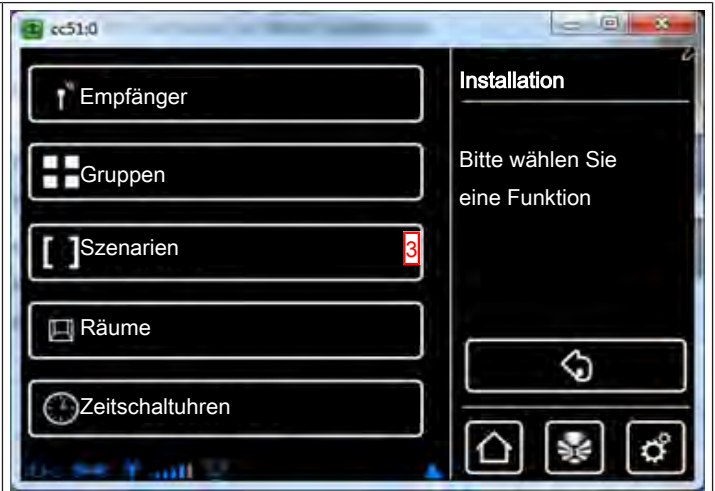 cc51:0
Empfänger
Gruppen
Szenarien 3
Räume
Zeitschaltuhren
Installation
Bitte wählen Sie
eine Funktion